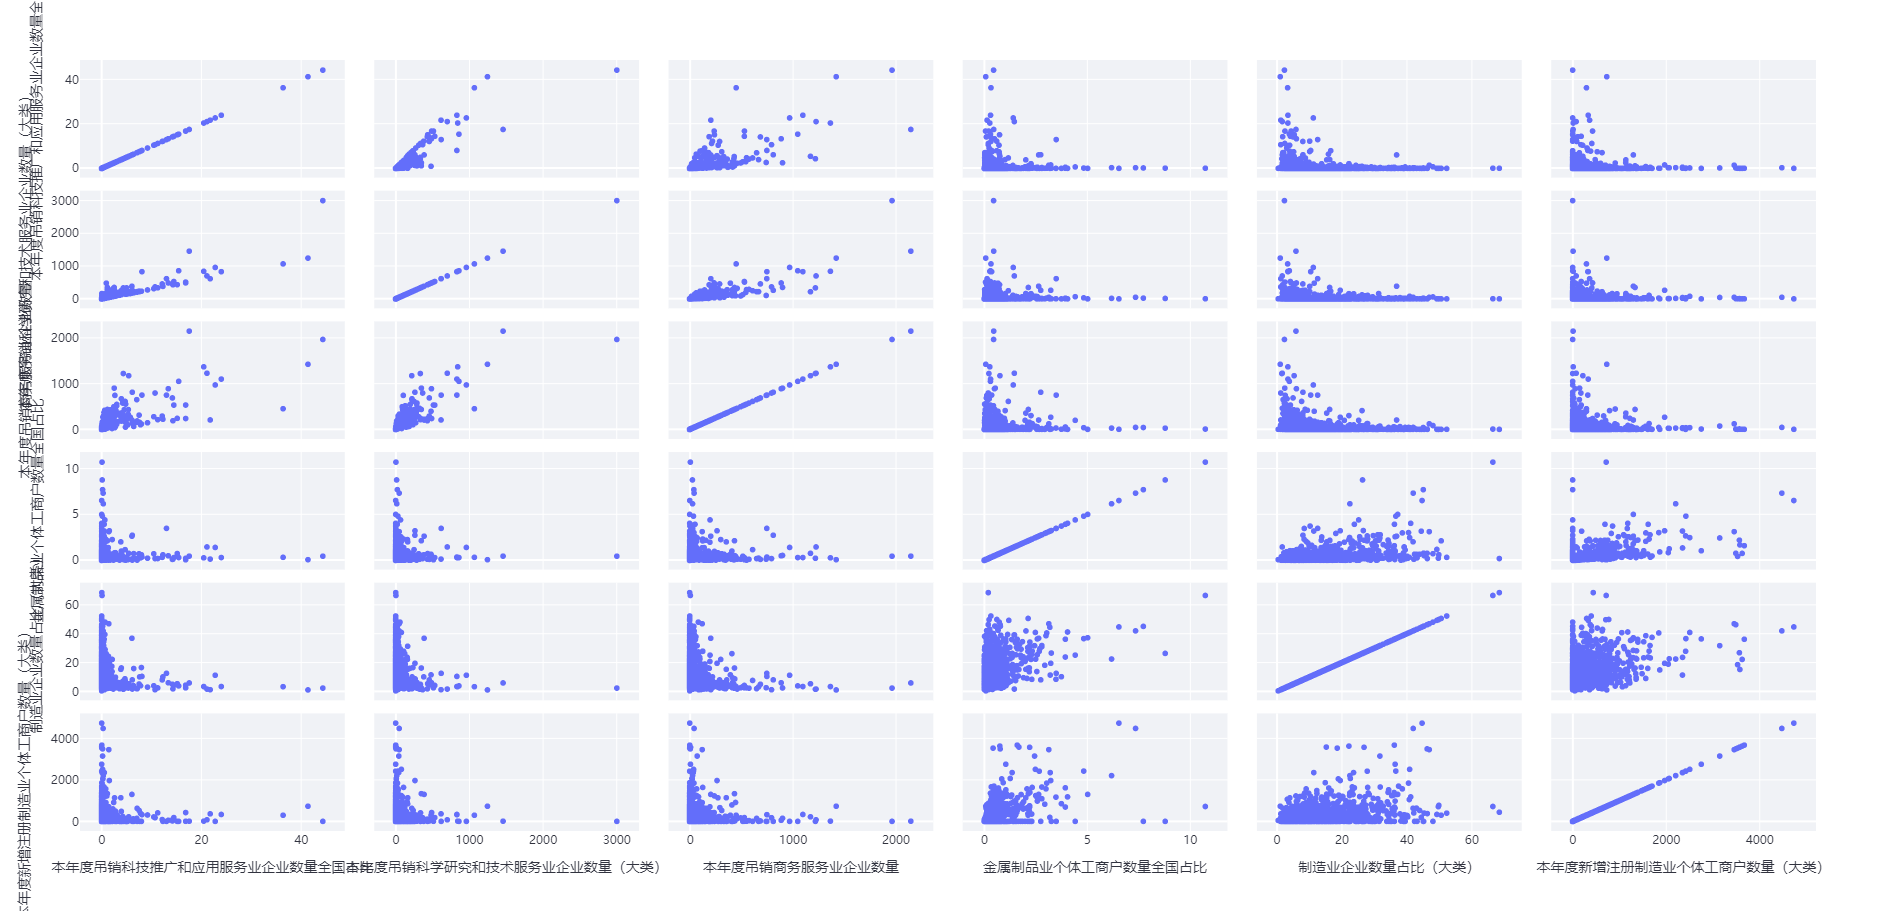 40
20
0
3000
2000
1000
0
2000
1000
0
10
5
0
60
40
20
0
4000
2000
0
0 20 40
0 1000 2000 3000
0 1000 2000
0 5 10
0 20 40 60
0 2000 4000
本年度吊销科技推广和应用服务业企业数量全国占比
本年度吊销科学研究和技术服务业企业数量（大类）
本年度吊销商务服务业企业数量
金属制品业个体工商户数量全国占比
制造业企业数量占比（大类）
本年度新增注册制造业个体工商户数量（大类）